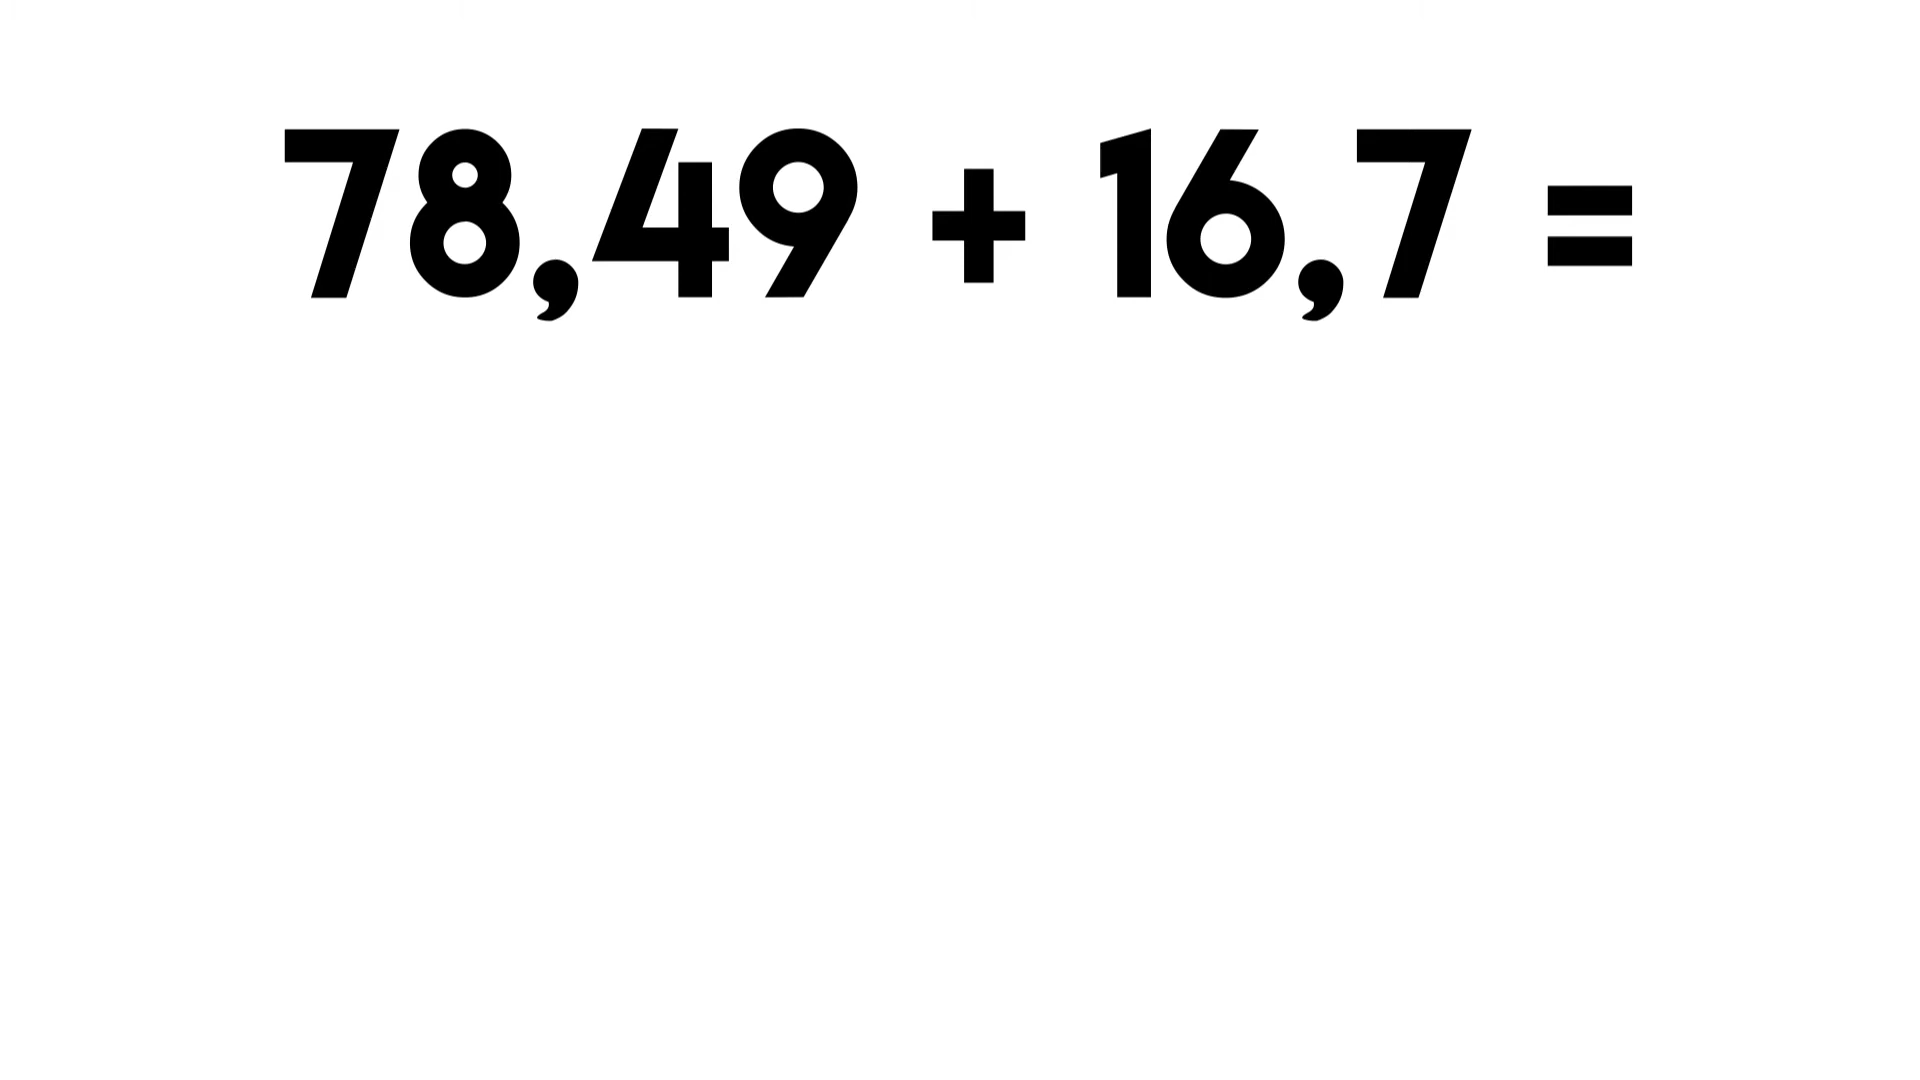 78,49 + 16,7 =